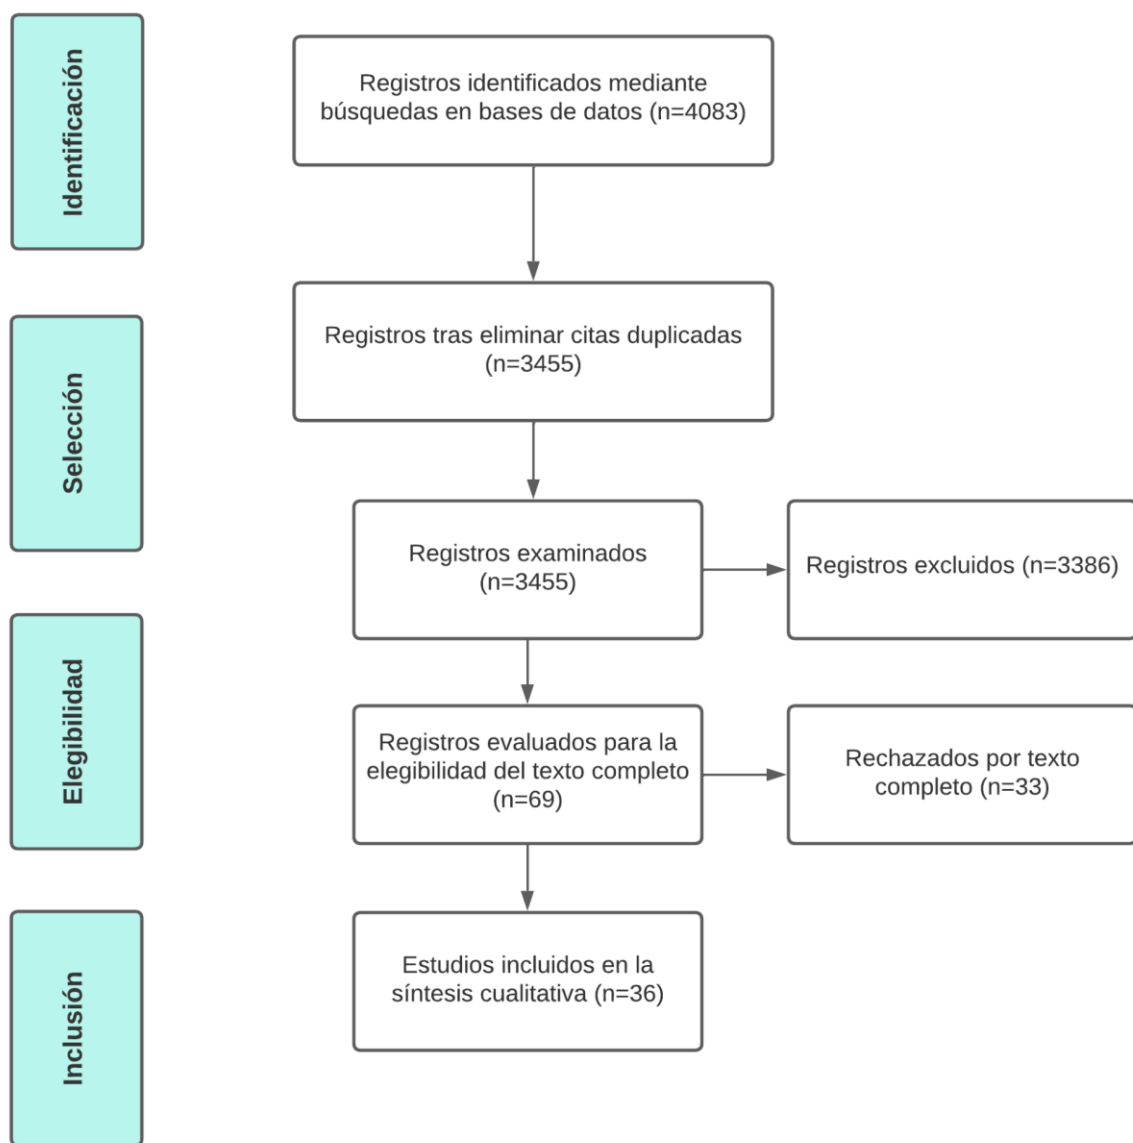 Identificación
Registros identificados mediante
búsquedas en bases de datos (n=4083)
Selección
Registros tras eliminar citas duplicadas
(n=3455)
Registros examinados
(n=3455)
Registros excluidos (n=3386)
Elegibilidad
Registros evaluados para la
elegibilidad del texto completo
(n=69)
Rechazados por texto
completo (n=33)
Inclusión
Estudios incluidos en la
síntesis cualitativa (n=36)